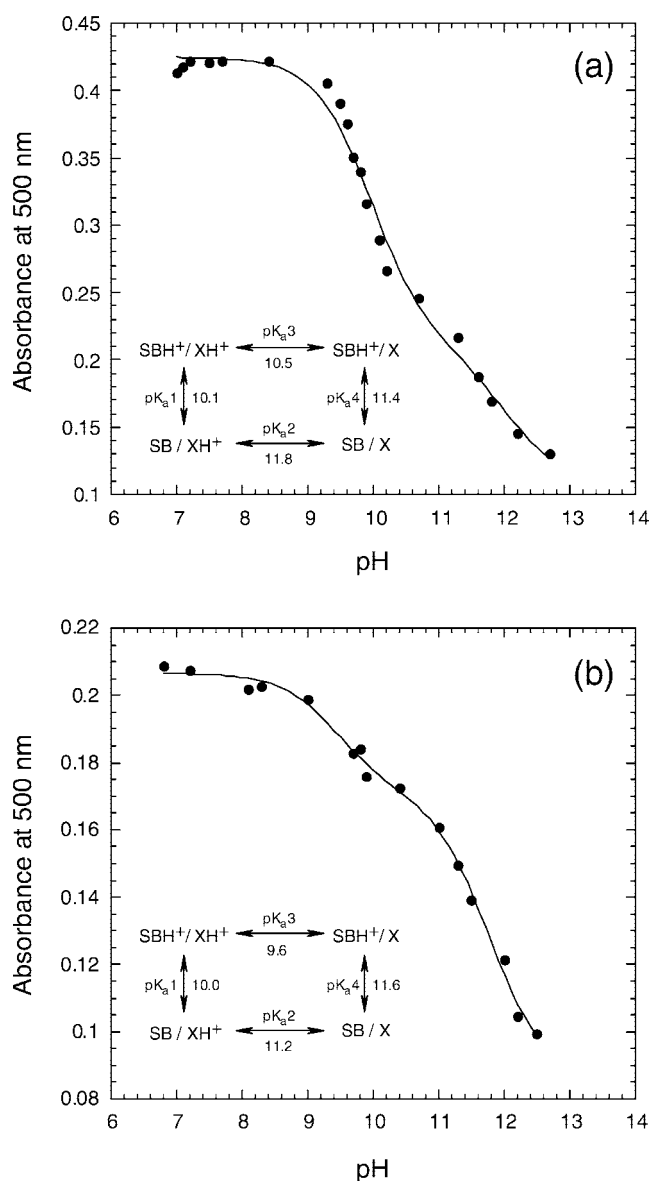 (a)
Absorbance at 500 nm
0.45
0.4
0.35
0.3
0.25
0.2
0.15
0.1
SBH⁺/XH⁺ pKₐ3 10.5 SBH⁺/X
pKₐ1 10.1 pKₐ4 11.4
SB / XH⁺ pKₐ2 11.8 SB / X
6 7 8 9 10 11 12 13 14
pH
(b)
Absorbance at 500 nm
0.22
0.2
0.18
0.16
0.14
0.12
0.1
0.08
SBH⁺/XH⁺ pKₐ3 9.6 SBH⁺/X
pKₐ1 10.0 pKₐ4 11.6
SB / XH⁺ pKₐ2 11.2 SB / X
6 7 8 9 10 11 12 13 14
pH